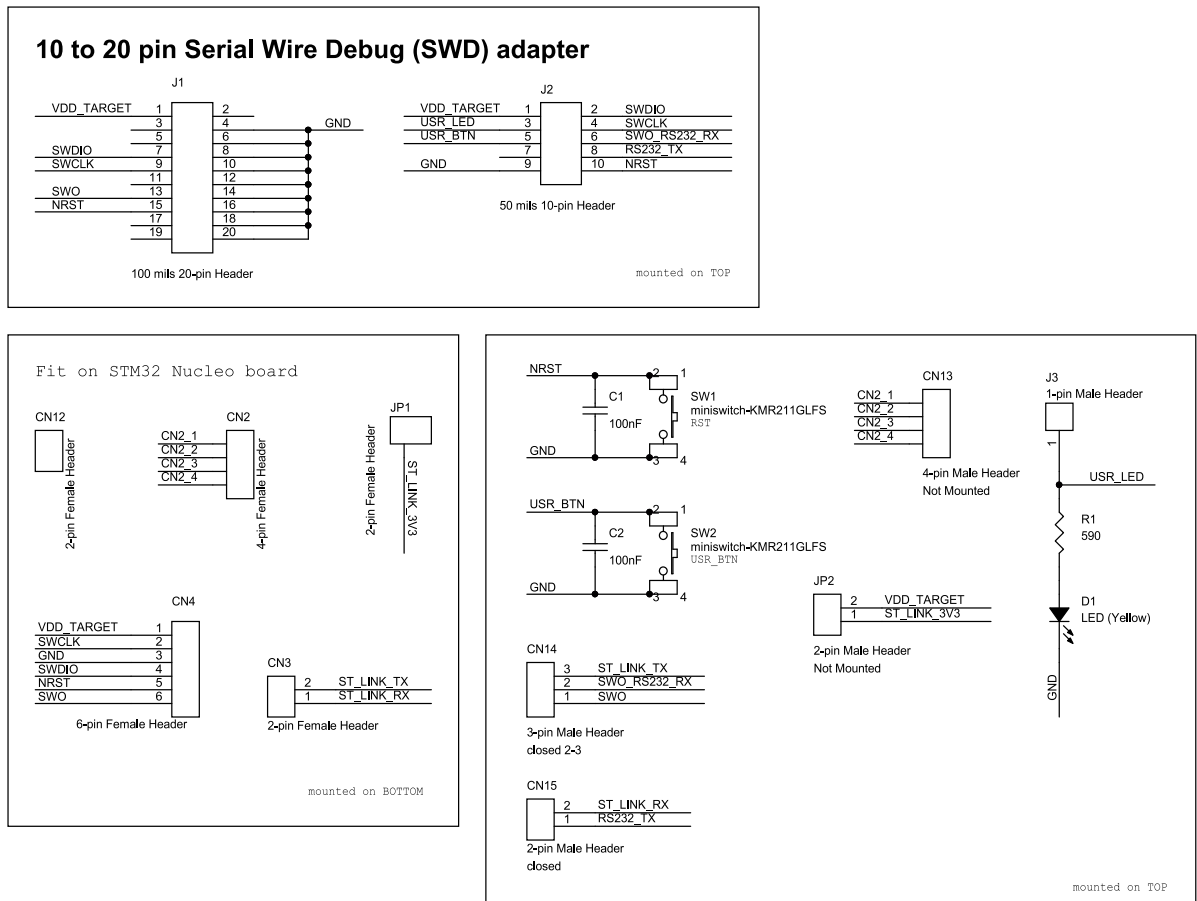 10 to 20 pin Serial Wire Debug (SWD) adapter
J1
VDD_TARGET 1 2
3 4 GND
5 6
SWDIO 7 8
SWCLK 9 10
11 12
SWO 13 14
NRST 15 16
17 18
19 20
100 mils 20-pin Header
J2
VDD_TARGET 1 2 SWDIO
USR_LED 3 4 SWCLK
USR_BTN 5 6 SWO_RS232_RX
7 8 RS232_TX
GND 9 10 NRST
50 mils 10-pin Header
mounted on TOP
Fit on STM32 Nucleo board
CN12
2-pin Female Header
CN2
CN2_1
CN2_2
CN2_3
CN2_4
4-pin Female Header
JP1
2-pin Female Header
ST_LINK_3V3
CN4
VDD_TARGET 1
SWCLK 2
GND 3
SWDIO 4
NRST 5
SWO 6
6-pin Female Header
CN3
2 ST_LINK_TX
1 ST_LINK_RX
2-pin Female Header
mounted on BOTTOM
NRST 2 1
C1
100nF
SW1
miniswitch-KMR211GLFS
RST
GND 3 4
USR_BTN 2 1
C2
100nF
SW2
miniswitch-KMR211GLFS
USR_BTN
GND 3 4
CN14
3 ST_LINK_TX
2 SWO_RS232_RX
1 SWO
3-pin Male Header
closed 2-3
CN15
2 ST_LINK_RX
1 RS232_TX
2-pin Male Header
closed
CN13
CN2_1
CN2_2
CN2_3
CN2_4
4-pin Male Header
Not Mounted
JP2
2 VDD_TARGET
1 ST_LINK_3V3
2-pin Male Header
Not Mounted
J3
1-pin Male Header
1
USR_LED
R1
590
D1
LED (Yellow)
GND
mounted on TOP